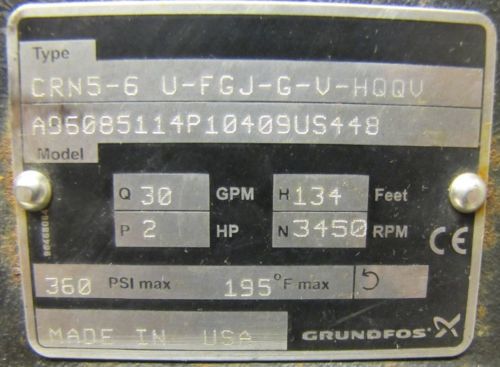 Type
CRN5-6 U-FGJ-G-V-HQQV
A96085114P10409US448
Model
Q 30 GPM H 134 Feet
P 2 HP N 3450 RPM
CE
360 PSI max 195°F max
MADE IN USA GRUNDFOS